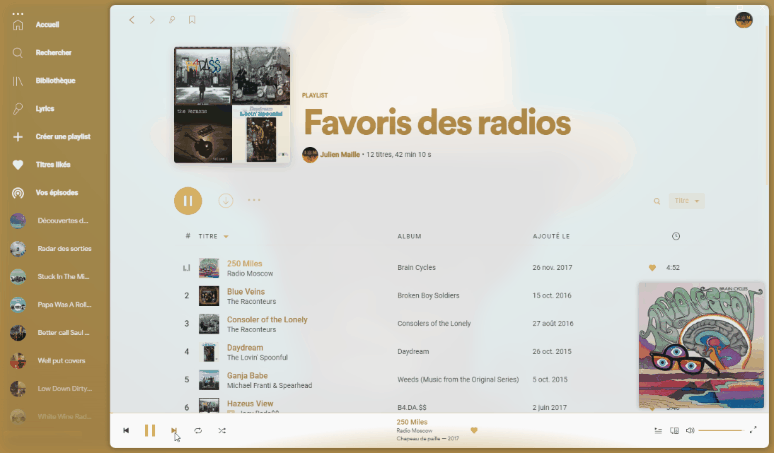 Accueil
Rechercher
Bibliothèque
Lyrics
Créer une playlist
Titres likés
Vos épisodes
Découvertes d...
Radar des sorties
Stuck In The Mi...
Papa Was A Roll...
Better call Saul ...
Well put covers
Low Down Dirty...
White Wine Rac...
PLAYLIST
Favoris des radios
Julien Maille • 12 titres, 42 min 10 s
Titre
# TITRE ALBUM AJOUTÉ LE
250 Miles
Radio Moscow
Brain Cycles
26 nov. 2017
4:52
2
Blue Veins
The Raconteurs
Broken Boy Soldiers
15 oct. 2016
3
Consoler of the Lonely
The Raconteurs
Consolers of the Lonely
27 août 2016
4
Daydream
The Lovin' Spoonful
Daydream
26 oct. 2015
5
Ganja Babe
Michael Franti & Spearhead
Weeds (Music from the Original Series)
5 oct. 2015
6
Hazeus View
B4.DA.$$
2 juin 2017
BRAIN CYCLES
250 Miles
Radio Moscow
Chapeau de paille — 2017